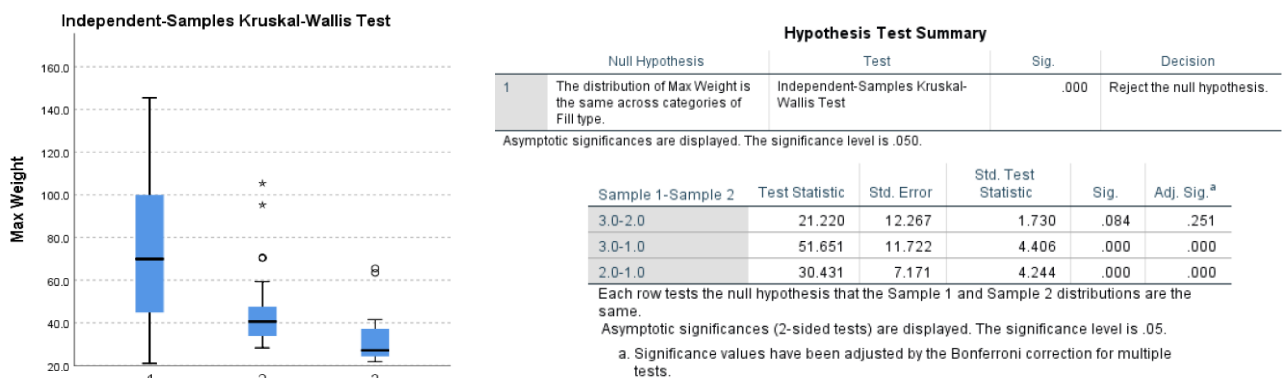 Independent-Samples Kruskal-Wallis Test
Max Weight
160.0
140.0
120.0
100.0
80.0
60.0
40.0
20.0
Hypothesis Test Summary
Null Hypothesis Test Sig. Decision
1 The distribution of Max Weight is Independent-Samples Kruskal- .000 Reject the null hypothesis.
the same across categories of Wallis Test
Fill type.
Asymptotic significances are displayed. The significance level is .050.
Std. Test
Sample 1-Sample 2 Test Statistic Std. Error Statistic Sig. Adj. Sig.a
3.0-2.0 21.220 12.267 1.730 .084 .251
3.0-1.0 51.651 11.722 4.406 .000 .000
2.0-1.0 30.431 7.171 4.244 .000 .000
Each row tests the null hypothesis that the Sample 1 and Sample 2 distributions are the
same.
Asymptotic significances (2-sided tests) are displayed. The significance level is .05.
a. Significance values have been adjusted by the Bonferroni correction for multiple
tests.